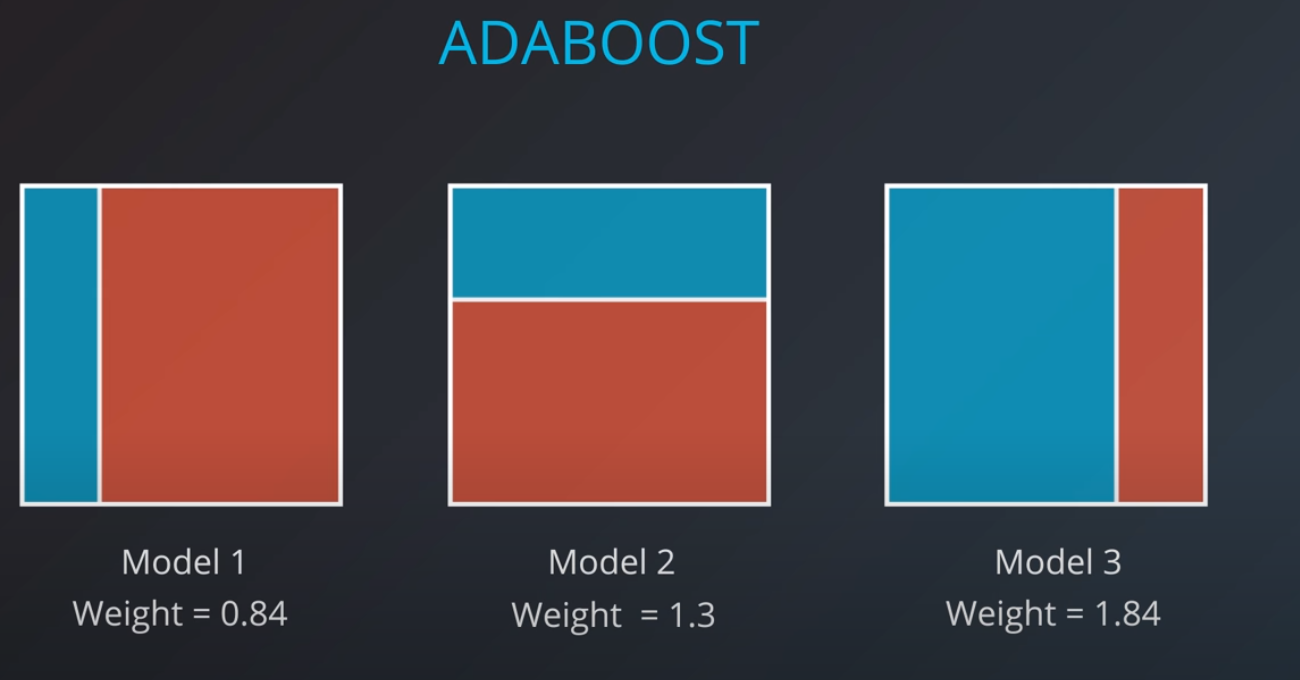 ADABOOST
Model 1
Weight = 0.84
Model 2
Weight = 1.3
Model 3
Weight = 1.84